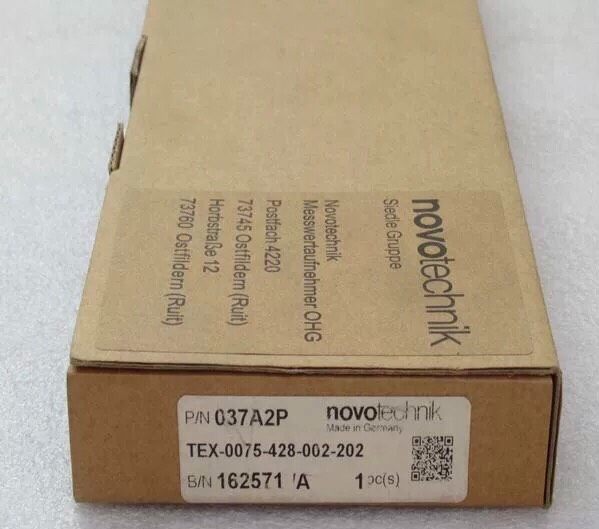 novotechnik
Siedle Gruppe
Novotechnik
Messwertaufnehmer OHG
Postfach 4220
73745 Ostfildern (Ruit)
Horbstraße 12
73760 Ostfildern (Ruit)
P/N 037A2P
novotechnik
Made in Germany
TEX-0075-428-002-202
B/N 162571 /A
1 pc(s)